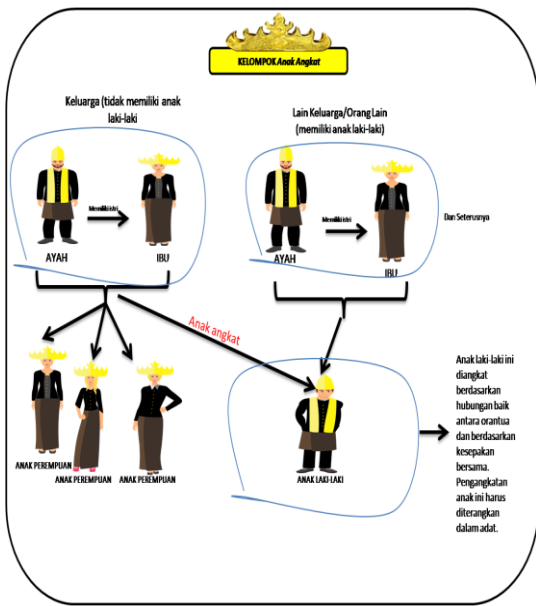 KELOMPOK Anak Angkat
Keluarga (tidak memiliki anak
laki-laki
Lain Keluarga/Orang Lain
(memiliki anak laki-laki)
Memiliki istri
AYAH
IBU
Memiliki istri
AYAH
IBU
Dan Seterusnya
Anak angkat
ANAK PEREMPUAN
ANAK PEREMPUAN
ANAK PEREMPUAN
ANAK LAKI-LAKI
Anak laki-laki ini
diangkat
berdasarkan
hubungan baik
antara orantua
dan berdasarkan
kesepakan
bersama.
Pengangkatan
anak ini harus
diterangkan
dalam adat.